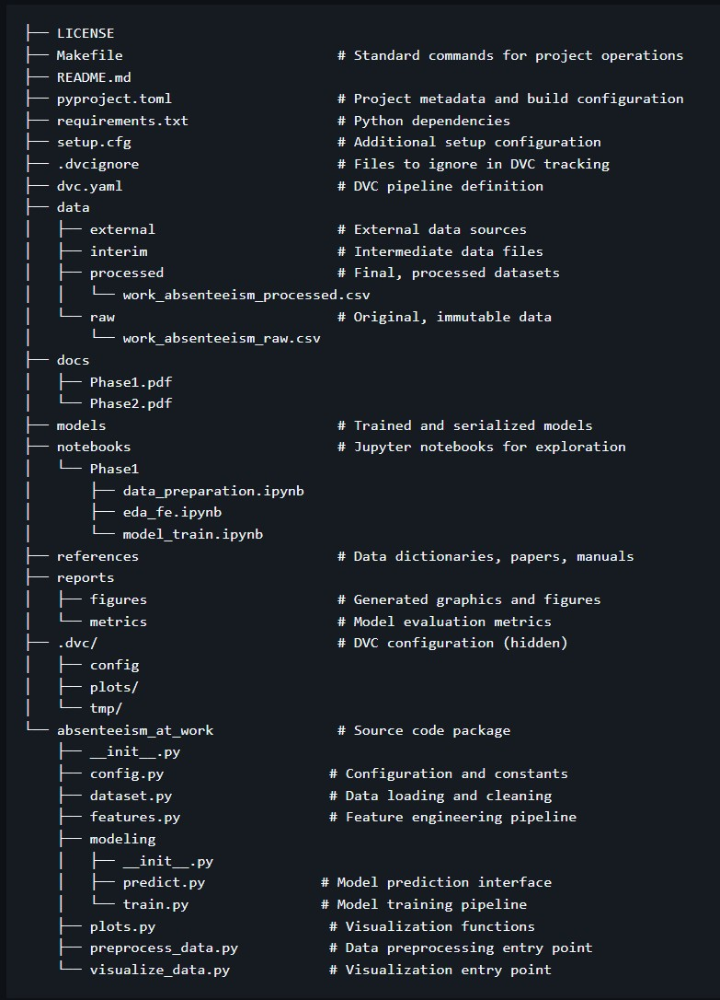 ├── LICENSE
├── Makefile                          # Standard commands for project operations
├── README.md
├── pyproject.toml                    # Project metadata and build configuration
├── requirements.txt                  # Python dependencies
├── setup.cfg                         # Additional setup configuration
├── .dvcignore                        # Files to ignore in DVC tracking
├── dvc.yaml                          # DVC pipeline definition
├── data
│   ├── external                      # External data sources
│   ├── interim                       # Intermediate data files
│   ├── processed                     # Final, processed datasets
│   │   └── work_absenteeism_processed.csv
│   └── raw                           # Original, immutable data
│       └── work_absenteeism_raw.csv
├── docs
│   ├── Phase1.pdf
│   └── Phase2.pdf
├── models                            # Trained and serialized models
├── notebooks                         # Jupyter notebooks for exploration
│   └── Phase1
│       ├── data_preparation.ipynb
│       ├── eda_fe.ipynb
│       └── model_train.ipynb
├── references                        # Data dictionaries, papers, manuals
├── reports
│   ├── figures                       # Generated graphics and figures
│   └── metrics                       # Model evaluation metrics
├── .dvc/                             # DVC configuration (hidden)
│   ├── config
│   ├── plots/
│   └── tmp/
└── absenteeism_at_work               # Source code package
    ├── __init__.py
    ├── config.py                    # Configuration and constants
    ├── dataset.py                   # Data loading and cleaning
    ├── features.py                  # Feature engineering pipeline
    ├── modeling
    │   ├── __init__.py
    │   ├── predict.py              # Model prediction interface
    │   └── train.py                # Model training pipeline
    ├── plots.py                     # Visualization functions
    ├── preprocess_data.py           # Data preprocessing entry point
    └── visualize_data.py            # Visualization entry point